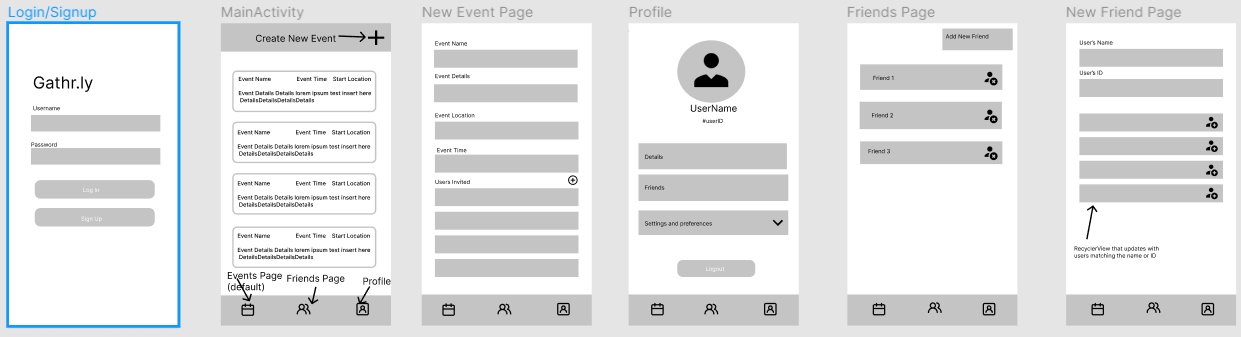 Login/Signup
Gathr.ly
Username
Password
Log In
Sign Up
MainActivity
Create New Event
Event Name Event Time Start Location
Event Details Details lorem ipsum test insert here
DetailsDetailsDetailsDetails
Event Name Event Time Start Location
Event Details Details lorem ipsum test insert here
DetailsDetailsDetailsDetails
Event Name Event Time Start Location
Event Details Details lorem ipsum test insert here
DetailsDetailsDetailsDetails
Event Name Event Time Start Location
Event Details Details lorem ipsum test insert here
DetailsDetailsDetailsDetails
Events Page
(default)
Friends Page
Profile
New Event Page
Event Name
Event Details
Event Location
Event Time
Users Invited
Profile
UserName
#userID
Details
Friends
Settings and preferences
Logout
Friends Page
Add New Friend
Friend 1
Friend 2
Friend 3
New Friend Page
User's Name
User's ID
RecyclerView that updates with
users matching the name or ID